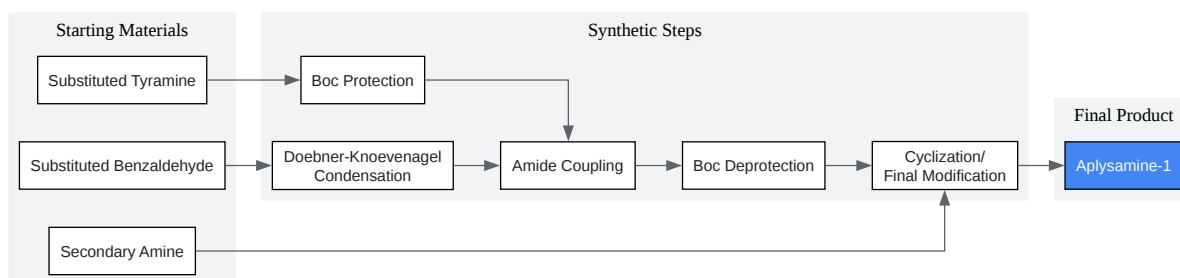 Starting Materials
Synthetic Steps
Substituted Tyramine
Boc Protection
Final Product
Substituted Benzaldehyde
Doebner-Knoevenagel
Condensation
Amide Coupling
Boc Deprotection
Cyclization/
Final Modification
Aplysamine-1
Secondary Amine